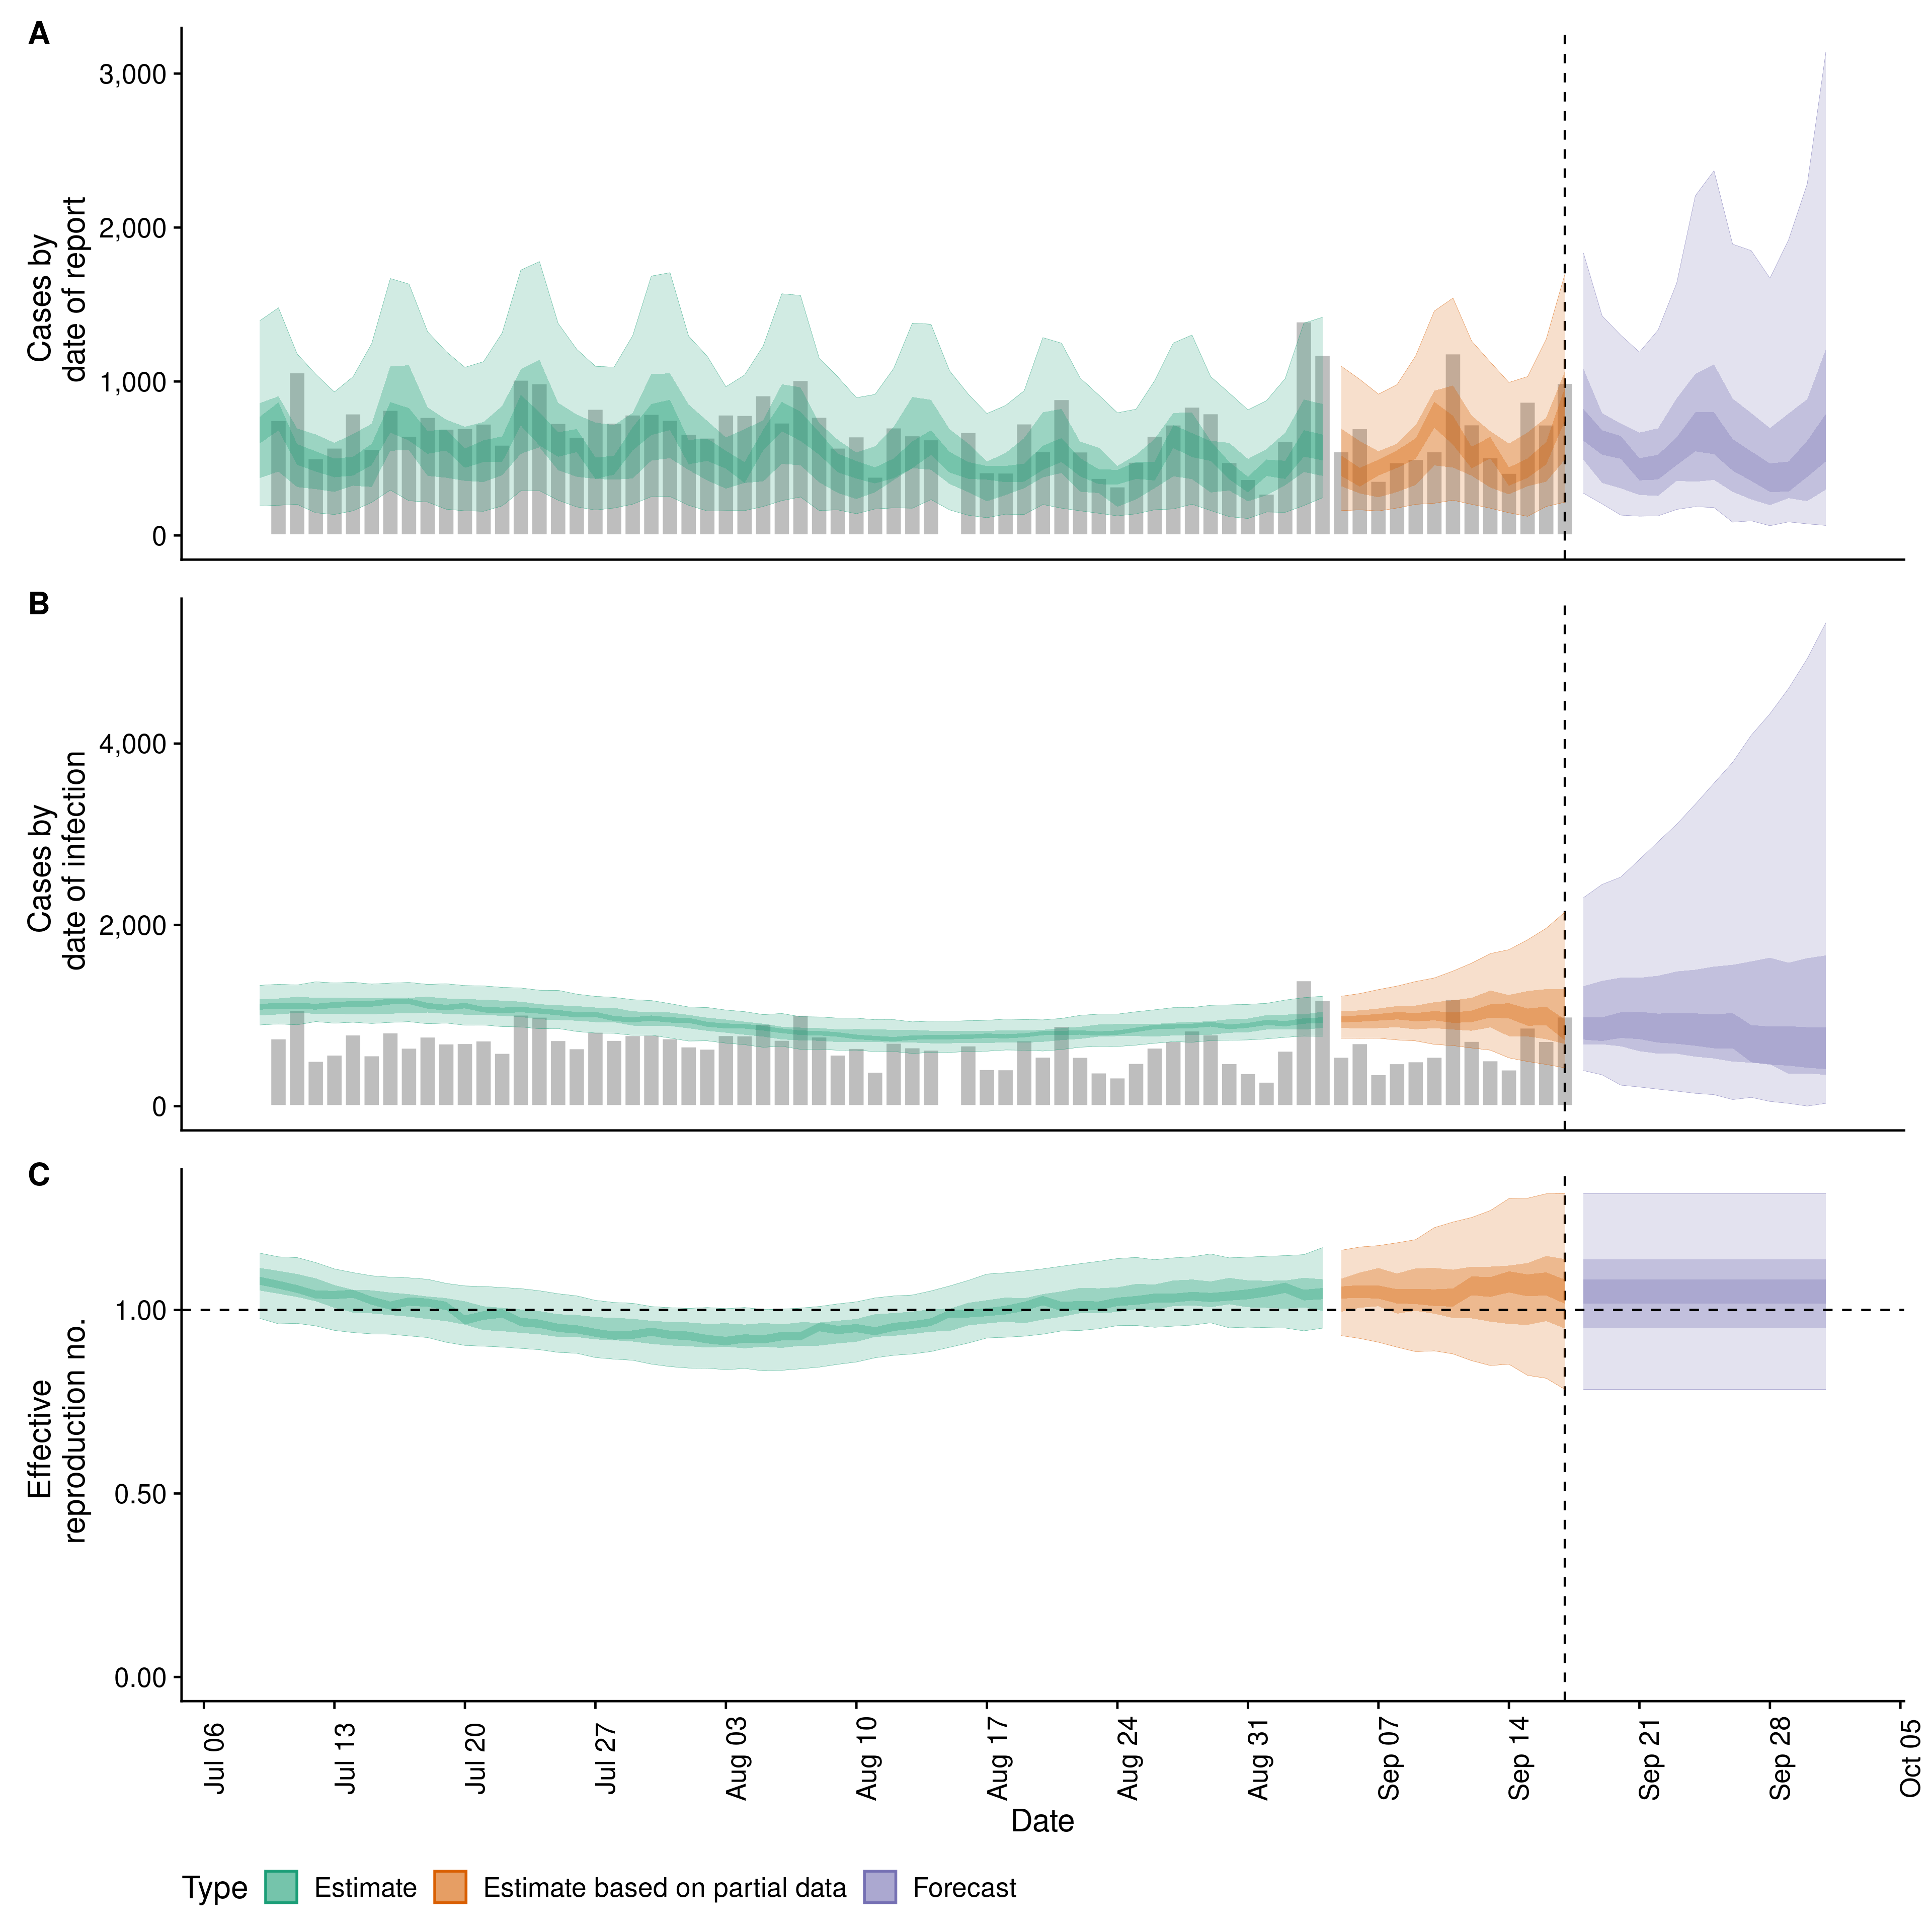 A
3,000
2,000
1,000
0
Cases by
date of report
B
4,000
2,000
0
Cases by
date of infection
C
1.00
0.50
0.00
Effective
reproduction no.
Jul 06
Jul 13
Jul 20
Jul 27
Aug 03
Aug 10
Aug 17
Aug 24
Aug 31
Sep 07
Sep 14
Sep 21
Sep 28
Oct 05
Date
Type Estimate Estimate based on partial data Forecast